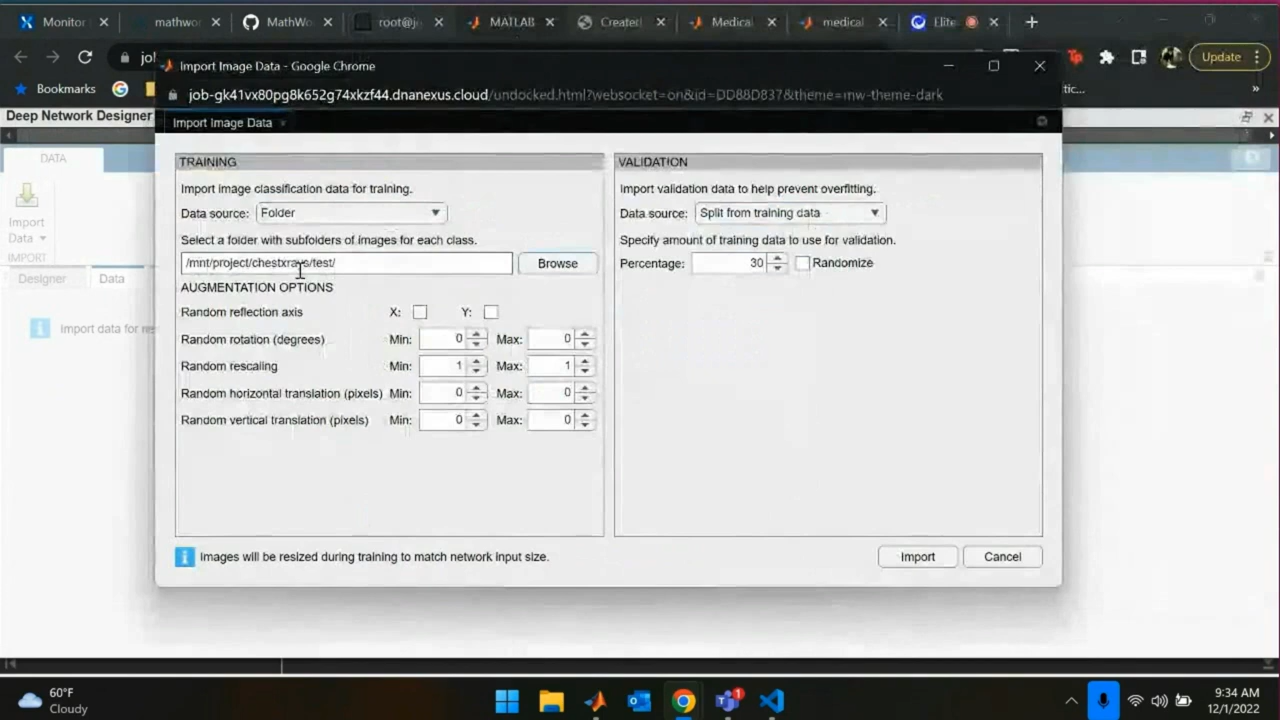 Monitor
mathwor
MathWo
root@j
MATLAB
Created
Medical
medical
Elite
Import Image Data - Google Chrome
Update
Bookmarks
job-gk41vx80pg8k652g74xkzf44.dnanexus.cloud/undocked.html?websocket=on&id=DD88D837&theme=mw-theme-dark
Deep Network Designer
Import Image Data
DATA
TRAINING
VALIDATION
Import image classification data for training.
Import validation data to help prevent overfitting.
Data source: Folder
Data source: Split from training data
Import
Data
Select a folder with subfolders of images for each class.
Specify amount of training data to use for validation.
IMPORT
/mnt/project/chestxrays/test/
Browse
Percentage: 30
Randomize
Designer
Data
AUGMENTATION OPTIONS
Random reflection axis X: Y:
Import data for
Random rotation (degrees) Min: 0 Max: 0
Random rescaling Min: 1 Max: 1
Random horizontal translation (pixels) Min: 0 Max: 0
Random vertical translation (pixels) Min: 0 Max: 0
Images will be resized during training to match network input size.
Import
Cancel
60°F
Cloudy
9:34 AM
12/1/2022